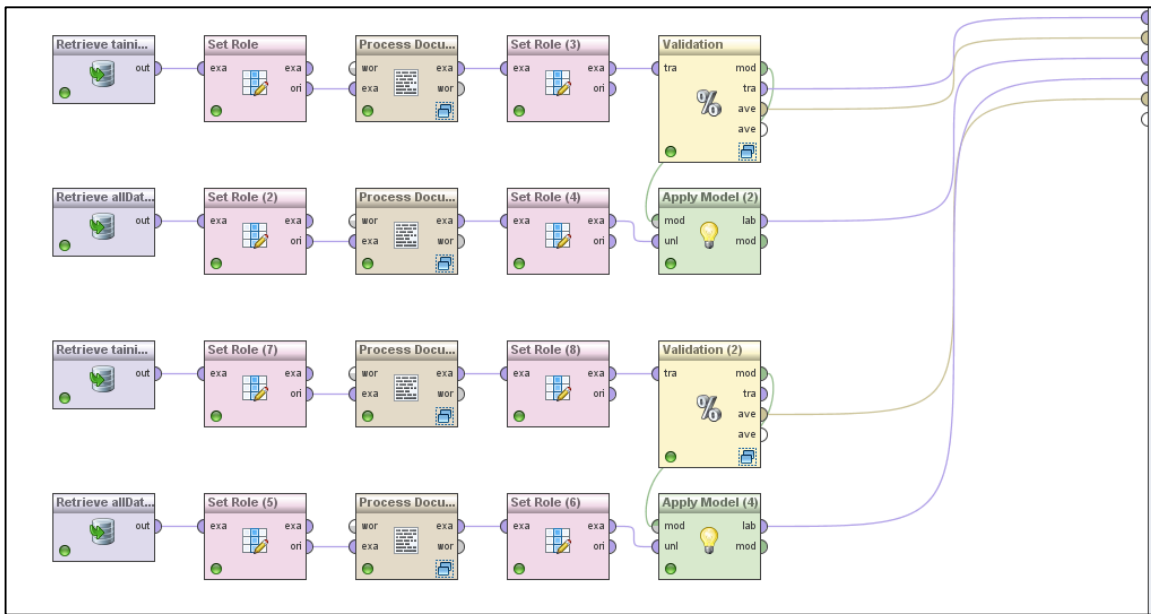 Retrieve taini...
out
Set Role
exa
exa
ori
Process Docu...
wor
exa
exa
wor
Set Role (3)
exa
exa
ori
Validation
tra
mod
tra
ave
ave
Retrieve allDat...
out
Set Role (2)
exa
exa
ori
Process Docu...
wor
exa
exa
wor
Set Role (4)
exa
exa
ori
Apply Model (2)
mod
lab
unl
mod
Retrieve taini...
out
Set Role (7)
exa
exa
ori
Process Docu...
wor
exa
exa
wor
Set Role (8)
exa
exa
ori
Validation (2)
tra
mod
tra
ave
ave
Retrieve allDat...
out
Set Role (5)
exa
exa
ori
Process Docu...
wor
exa
exa
wor
Set Role (6)
exa
exa
ori
Apply Model (4)
mod
lab
unl
mod